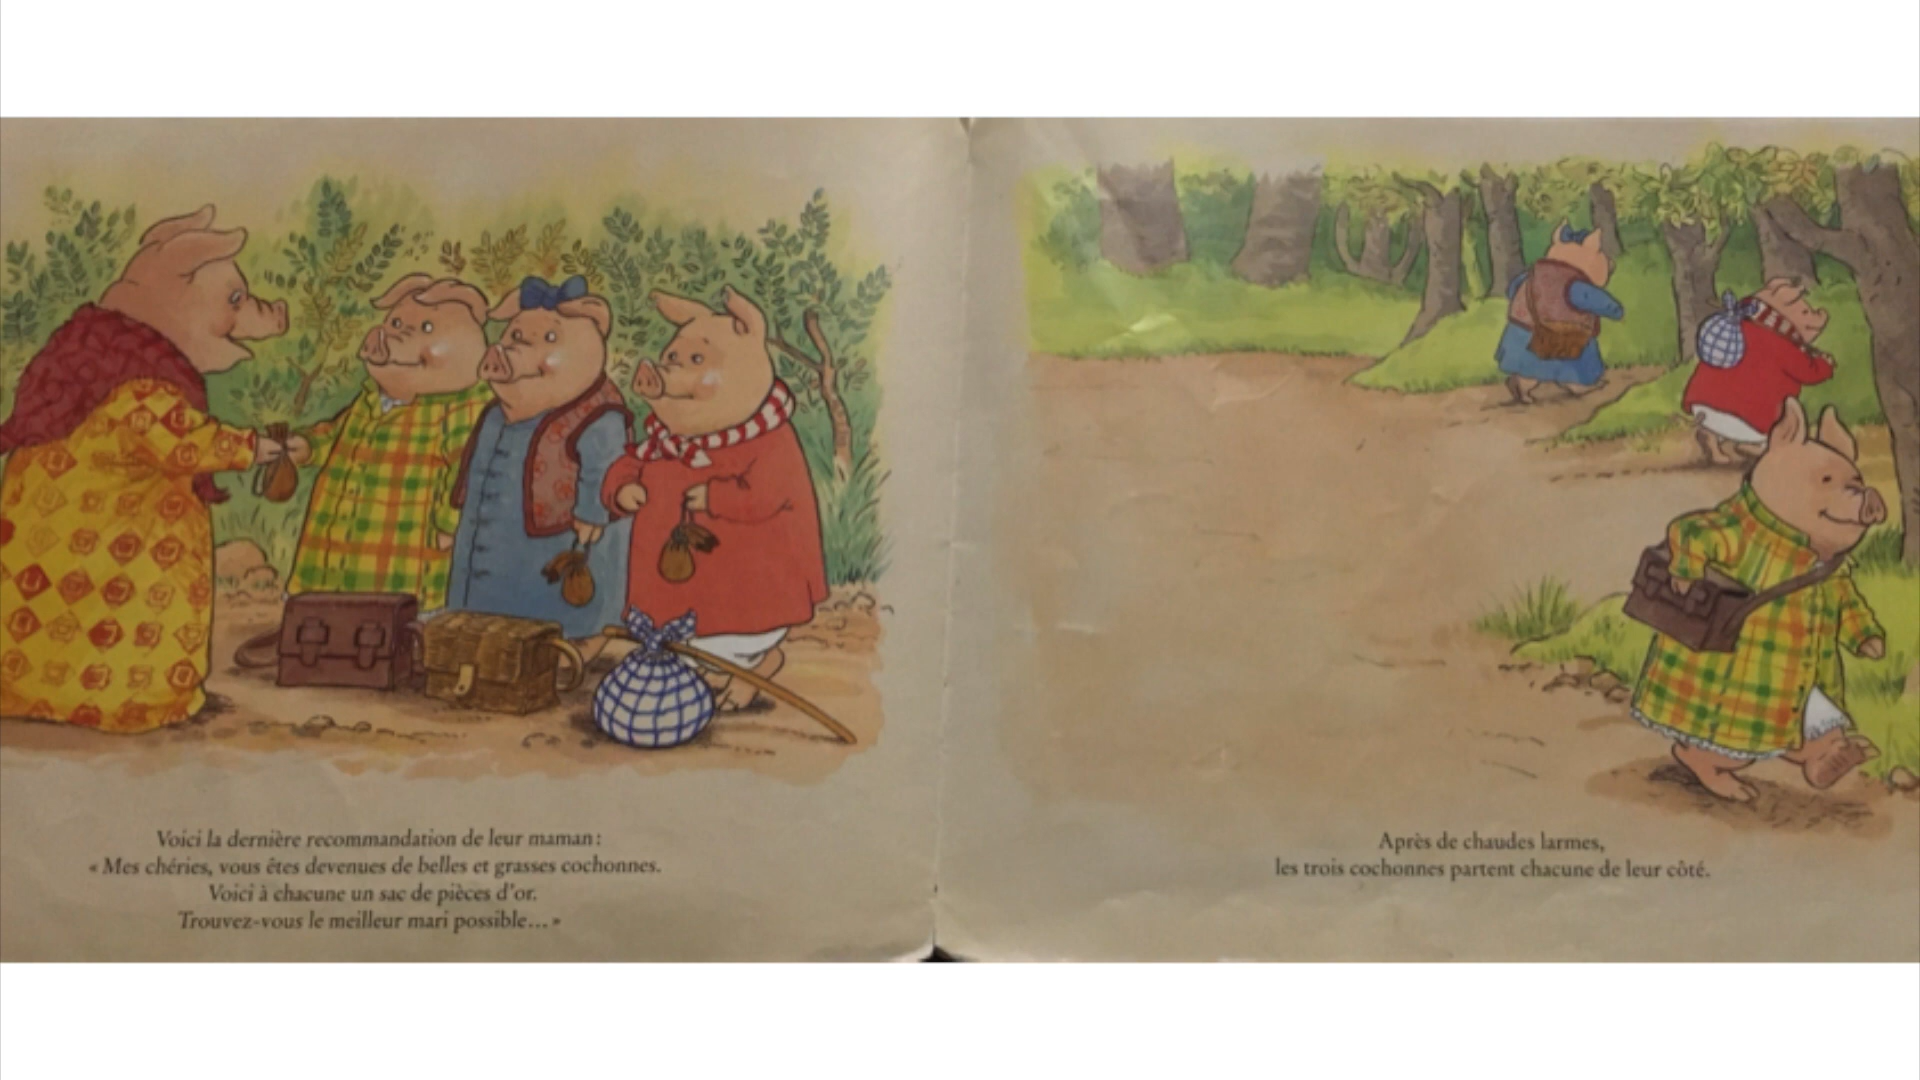 Voici la dernière recommandation de leur maman :
« Mes chéries, vous êtes devenues de belles et grasses cochonnes.
Voici à chacune un sac de pièces d'or.
Trouvez-vous le meilleur mari possible... »
Après de chaudes larmes,
les trois cochonnes partent chacune de leur côté.